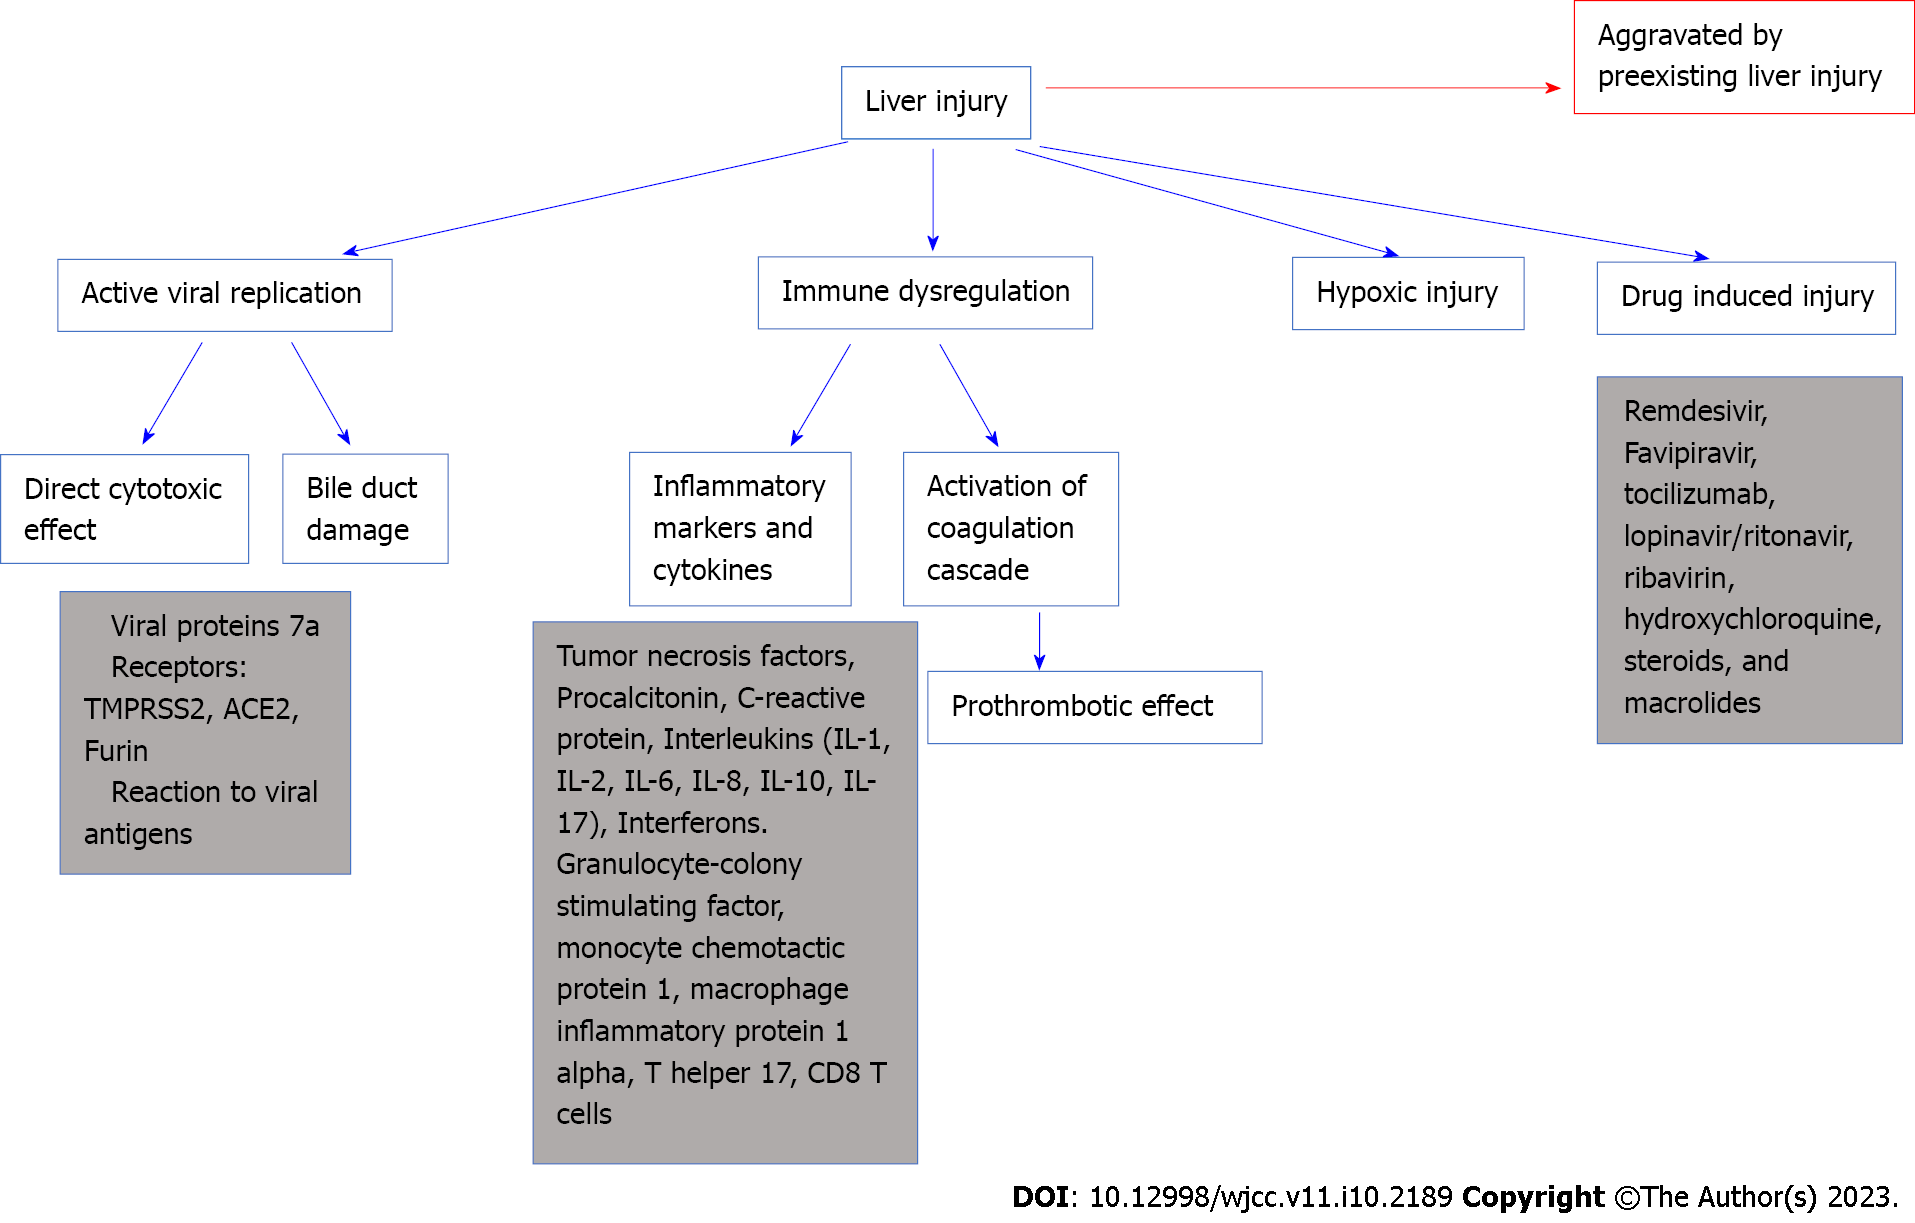 Aggravated by
preexisting liver injury
Liver injury
Active viral replication
Immune dysregulation
Hypoxic injury
Drug induced injury
Direct cytotoxic
effect
Bile duct
damage
Inflammatory
markers and
cytokines
Activation of
coagulation
cascade
Remdesivir,
Favipiravir,
tocilizumab,
lopinavir/ritonavir,
ribavirin,
hydroxychloroquine,
steroids, and
macrolides
Viral proteins 7a
Receptors:
TMPRSS2, ACE2,
Furin
Reaction to viral
antigens
Tumor necrosis factors,
Procalcitonin, C-reactive
protein, Interleukins (IL-1,
IL-2, IL-6, IL-8, IL-10, IL-
17), Interferons.
Granulocyte-colony
stimulating factor,
monocyte chemotactic
protein 1, macrophage
inflammatory protein 1
alpha, T helper 17, CD8 T
cells
Prothrombotic effect
DOI: 10.12998/wjcc.v11.i10.2189 Copyright ©The Author(s) 2023.